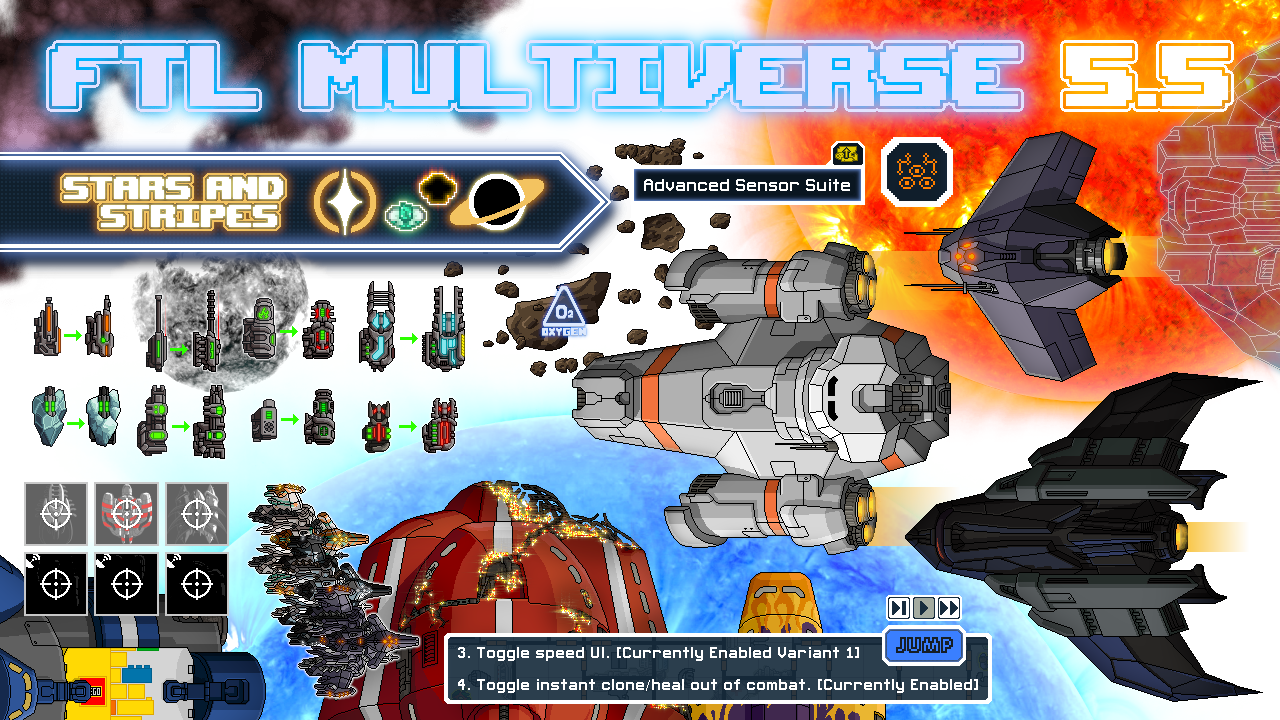 FTL MULTIVERSE 5.5
STARS AND
STRIPES
Advanced Sensor Suite
O₂
OXYGEN
3. Toggle speed UI. [Currently Enabled Variant 1]
JUMP
4. Toggle instant clone/heal out of combat. [Currently Enabled]